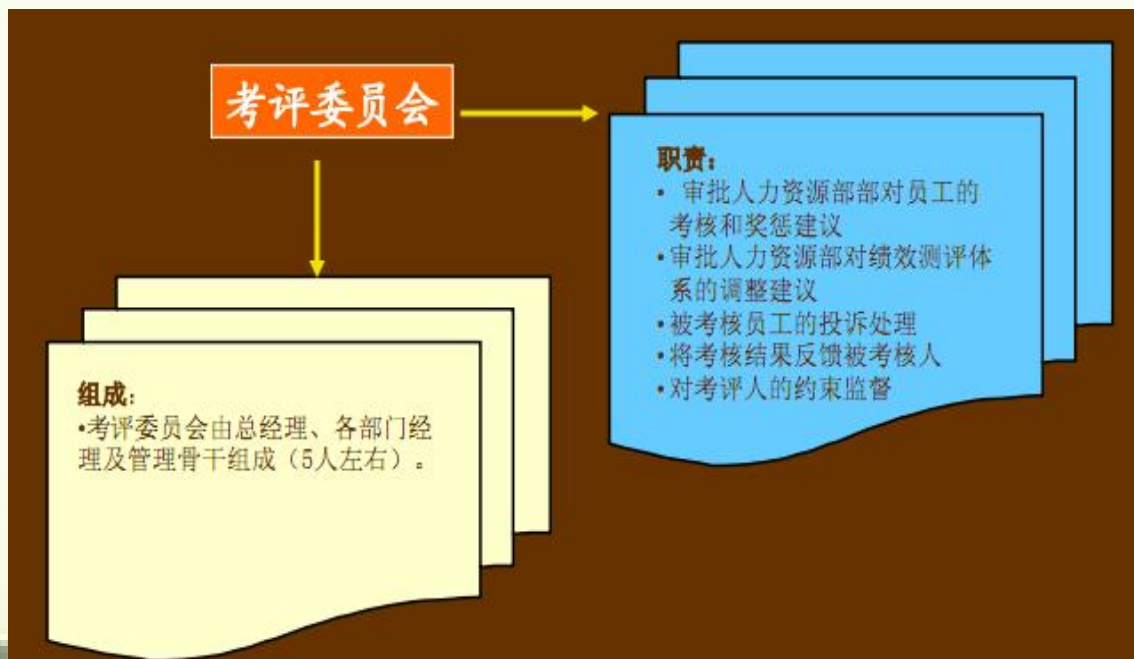 考评委员会
职责：
• 审批人力资源部部对员工的
考核和奖惩建议
•审批人力资源部对绩效测评体
系的调整建议
•被考核员工的投诉处理
•将考核结果反馈被考核人
•对考评人的约束监督
组成：
•考评委员会由总经理、各部门经
理及管理骨干组成（5人左右）。